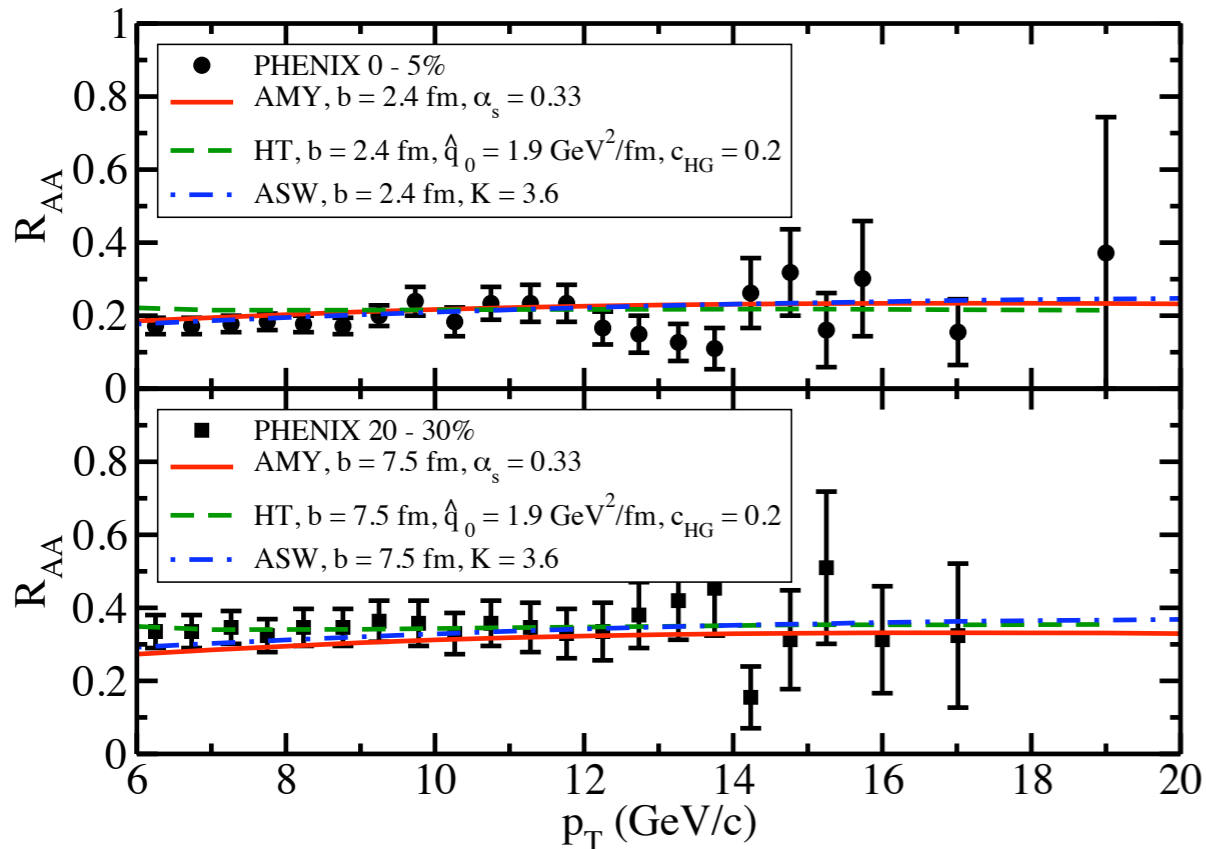 1
0.8
0.6
0.4
0.2
0
R_AA
PHENIX 0 - 5%
AMY, b = 2.4 fm, α_s = 0.33
HT, b = 2.4 fm, q̂_0 = 1.9 GeV²/fm, c_HG = 0.2
ASW, b = 2.4 fm, K = 3.6
0.8
0.6
0.4
0.2
0
R_AA
PHENIX 20 - 30%
AMY, b = 7.5 fm, α_s = 0.33
HT, b = 7.5 fm, q̂_0 = 1.9 GeV²/fm, c_HG = 0.2
ASW, b = 7.5 fm, K = 3.6
6 8 10 12 14 16 18 20
p_T (GeV/c)